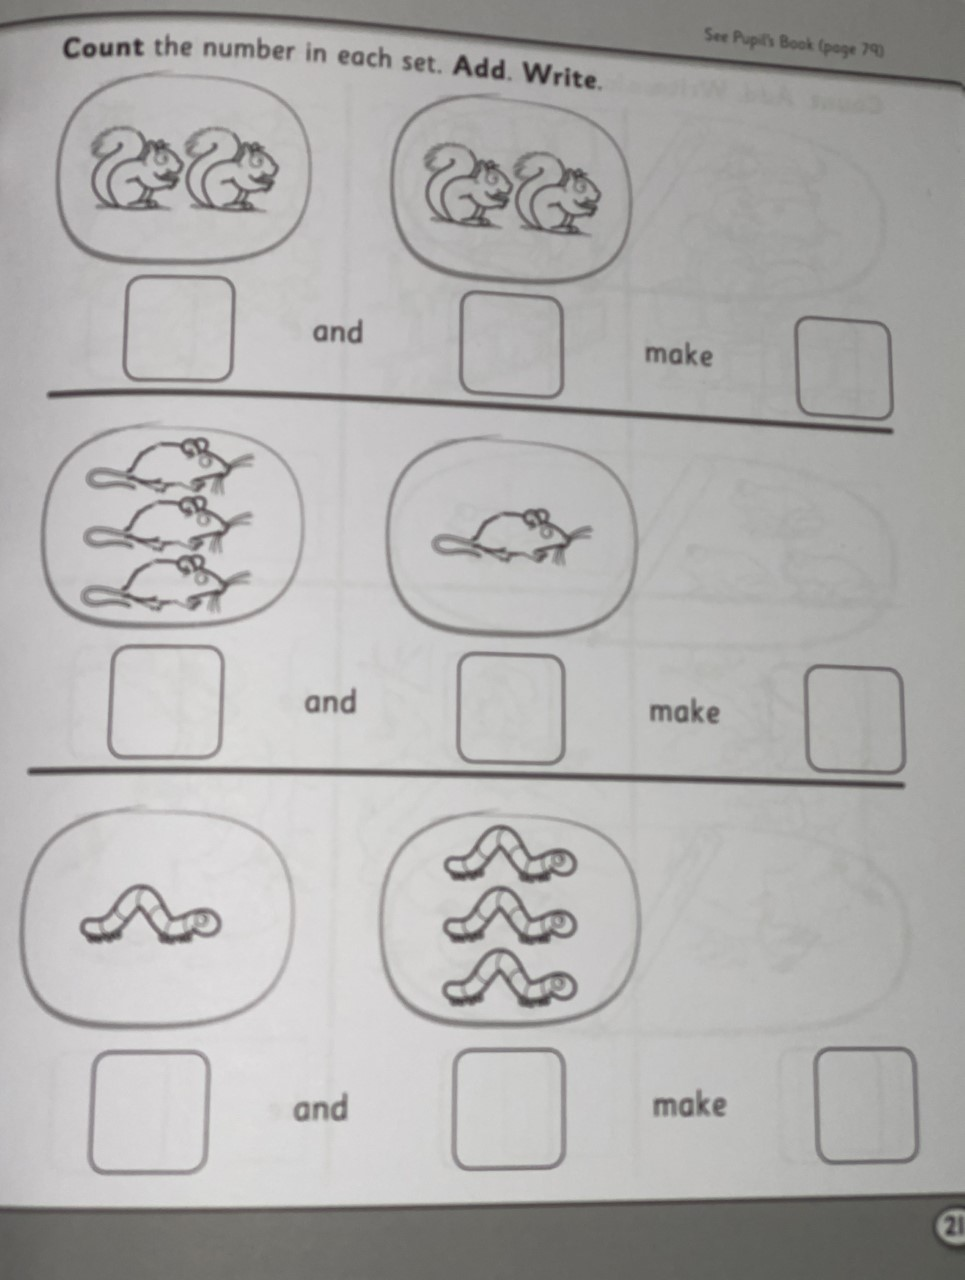 See Pupil's Book (page 79)
Count the number in each set. Add. Write.
and make
and make
and make
21